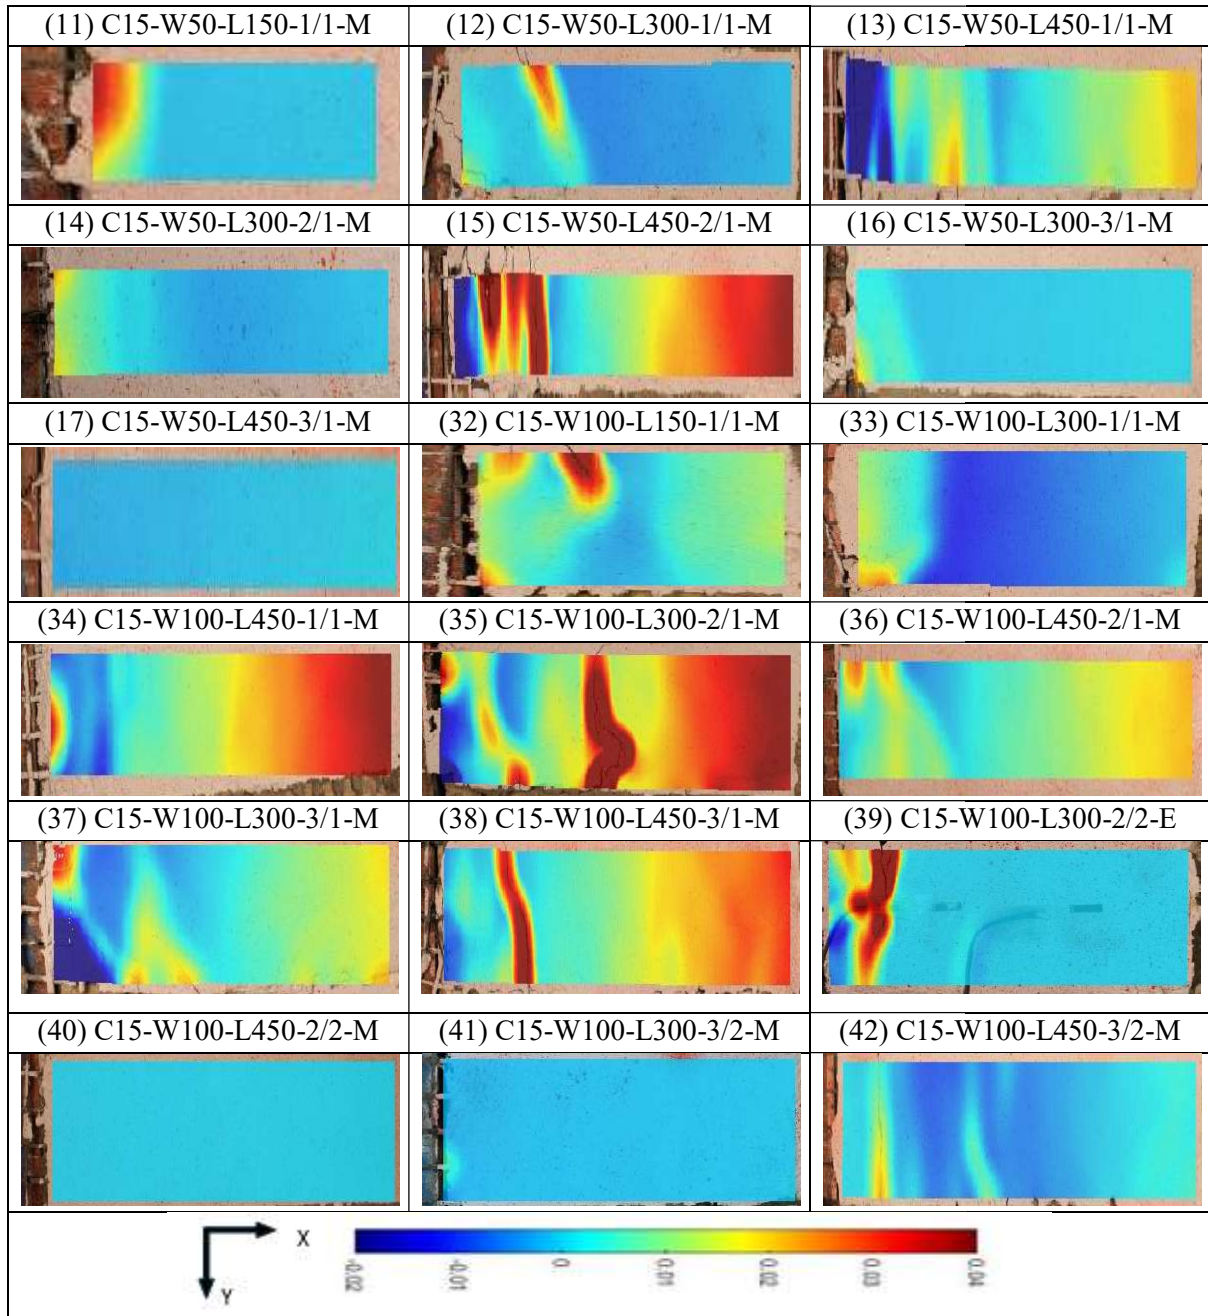 (11) C15-W50-L150-1/1-M (12) C15-W50-L300-1/1-M (13) C15-W50-L450-1/1-M
(14) C15-W50-L300-2/1-M (15) C15-W50-L450-2/1-M (16) C15-W50-L300-3/1-M
(17) C15-W50-L450-3/1-M (32) C15-W100-L150-1/1-M (33) C15-W100-L300-1/1-M
(34) C15-W100-L450-1/1-M (35) C15-W100-L300-2/1-M (36) C15-W100-L450-2/1-M
(37) C15-W100-L300-3/1-M (38) C15-W100-L450-3/1-M (39) C15-W100-L300-2/2-E
(40) C15-W100-L450-2/2-M (41) C15-W100-L300-3/2-M (42) C15-W100-L450-3/2-M
X
Y
-0.02 -0.01 0. 0.01 0.02 0.03 0.04